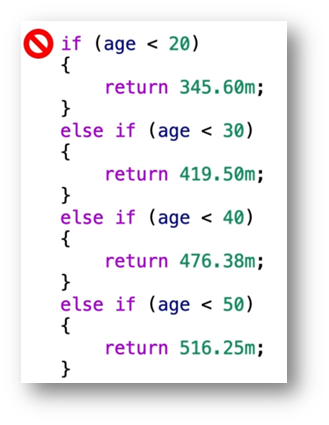 if (age < 20)
{
    return 345.60m;
}
else if (age < 30)
{
    return 419.50m;
}
else if (age < 40)
{
    return 476.38m;
}
else if (age < 50)
{
    return 516.25m;
}